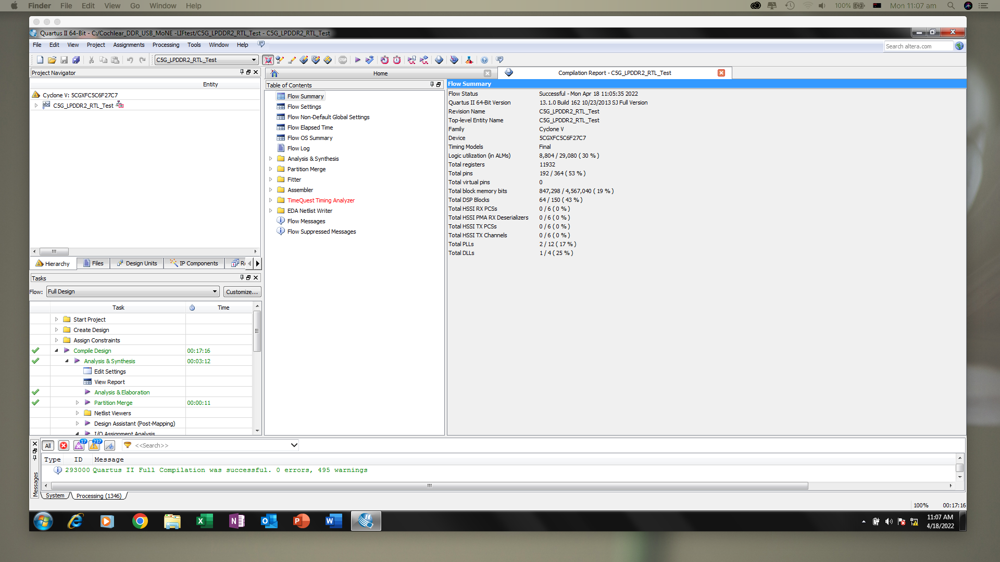 Finder File Edit View Go Window Help 100% Mon 11:07 am
Quartus II 64-Bit - C:/Cochlear_DDR_USB_MoNE -LIFtest/C5G_LPDDR2_RTL_Test - C5G_LPDDR2_RTL_Test
File Edit View Project Assignments Processing Tools Window Help Search altera.com
C5G_LPDDR2_RTL_Test STOP
Project Navigator
Entity
Cyclone V: 5CGXFC5C6F27C7
abd C5G_LPDDR2_RTL_Test
Hierarchy Files Design Units IP Components
Tasks
Flow: Full Design Customize...
Task Time
Start Project
Create Design
Assign Constraints
Compile Design 00:17:16
Analysis & Synthesis 00:03:12
Edit Settings
View Report
Analysis & Elaboration
Partition Merge 00:00:11
Netlist Viewers
Design Assistant (Post-Mapping)
I/O Assignment Analysis
Home Compilation Report - C5G_LPDDR2_RTL_Test
Table of Contents
Flow Summary
Flow Settings
Flow Non-Default Global Settings
Flow Elapsed Time
Flow OS Summary
Flow Log
Analysis & Synthesis
Partition Merge
Fitter
Assembler
TimeQuest Timing Analyzer
EDA Netlist Writer
Flow Messages
Flow Suppressed Messages
Flow Summary
Flow Status Successful - Mon Apr 18 11:05:35 2022
Quartus II 64-Bit Version 13.1.0 Build 162 10/23/2013 SJ Full Version
Revision Name C5G_LPDDR2_RTL_Test
Top-level Entity Name C5G_LPDDR2_RTL_Test
Family Cyclone V
Device 5CGXFC5C6F27C7
Timing Models Final
Logic utilization (in ALMs) 8,804 / 29,080 ( 30 % )
Total registers 11932
Total pins 192 / 364 ( 53 % )
Total virtual pins 0
Total block memory bits 847,298 / 4,567,040 ( 19 % )
Total DSP Blocks 64 / 150 ( 43 % )
Total HSSI RX PCSs 0 / 6 ( 0 % )
Total HSSI PMA RX Deserializers 0 / 6 ( 0 % )
Total HSSI TX PCSs 0 / 6 ( 0 % )
Total HSSI TX Channels 0 / 6 ( 0 % )
Total PLLs 2 / 12 ( 17 % )
Total DLLs 1 / 4 ( 25 % )
All 17 237 <<Search>>
Type ID Message
293000 Quartus II Full Compilation was successful. 0 errors, 495 warnings
Messages
System Processing (1346)
100% 00:17:16
11:07 AM
4/18/2022